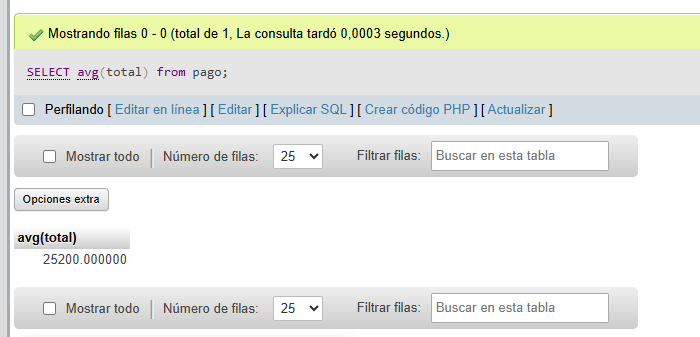 Mostrando filas 0 - 0 (total de 1, La consulta tardó 0,0003 segundos.)
SELECT avg(total) from pago;
Perfilando [ Editar en línea ] [ Editar ] [ Explicar SQL ] [ Crear código PHP ] [ Actualizar ]
Mostrar todo | Número de filas: 25 Filtrar filas: Buscar en esta tabla
Opciones extra
avg(total)
25200.000000
Mostrar todo | Número de filas: 25 Filtrar filas: Buscar en esta tabla